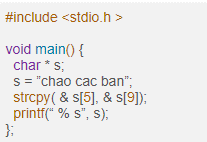 #include <stdio.h >
void main() {
char * s;
s = ”chao cac ban”;
strcpy( & s[5], & s[9]);
printf(“ % s”, s);
};